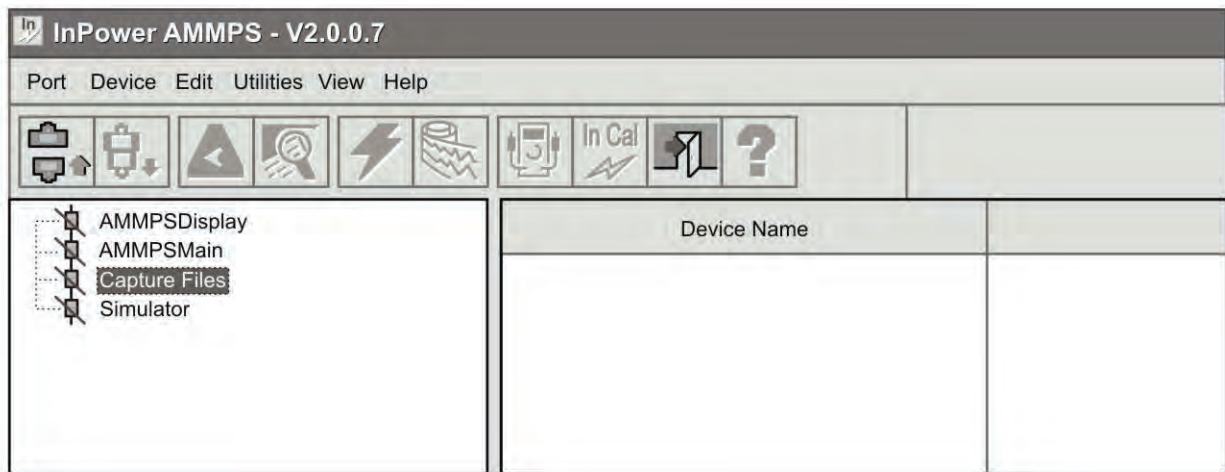 In
InPower AMMPS - V2.0.0.7
Port Device Edit Utilities View Help
In Cal
?
AMMPSDisplay
AMMPSMain
Capture Files
Simulator
Device Name